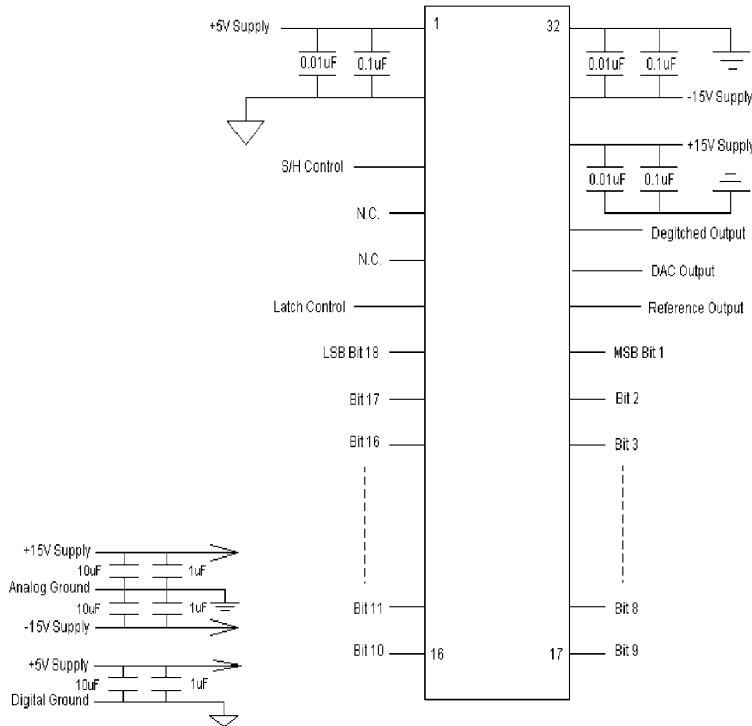 +5V Supply
1
32
0.01uF
0.1uF
0.01uF
0.1uF
-15V Supply
+15V Supply
S/H Control
0.01uF
0.1uF
N.C.
Degitched Output
N.C.
DAC Output
Latch Control
Reference Output
LSB Bit 18
MSB Bit 1
Bit 17
Bit 2
Bit 16
Bit 3
+15V Supply
10uF
1uF
Analog Ground
10uF
1uF
Bit 11
Bit 8
-15V Supply
Bit 10
16
17
Bit 9
+5V Supply
10uF
1uF
Digital Ground